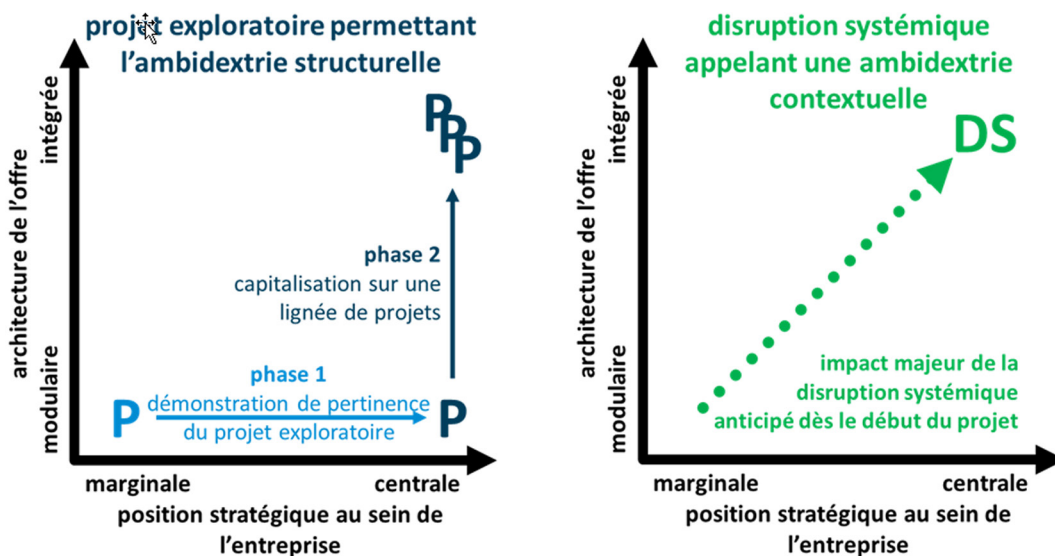 projet exploratoire permettant
l'ambidextrie structurelle
intégrée
architecture de l'offre
modulaire
P
P
P
phase 2
capitalisation sur une
lignée de projets
phase 1
démonstration de pertinence
du projet exploratoire
P
P
marginale
centrale
position stratégique au sein de
l'entreprise
disruption systémique
appelant une ambidextrie
contextuelle
DS
intégrée
architecture de l'offre
modulaire
impact majeur de la
disruption systémique
anticipé dès le début du projet
marginale
centrale
position stratégique au sein de
l'entreprise